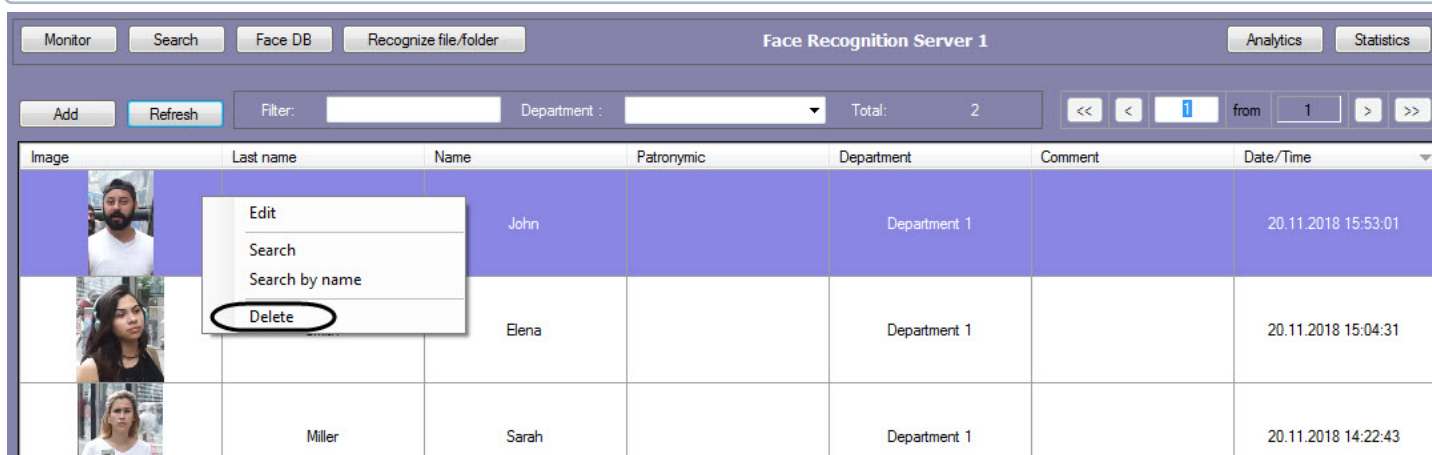 Monitor Search Face DB Recognize file/folder Face Recognition Server 1 Analytics Statistics
Add Refresh Filter: Department : Total: 2 << < 1 from 1 > >>
Image Last name Name Patronymic Department Comment Date/Time
John Department 1 20.11.2018 15:53:01
Edit
Search
Search by name
Delete
Elena Department 1 20.11.2018 15:04:31
Miller Sarah Department 1 20.11.2018 14:22:43